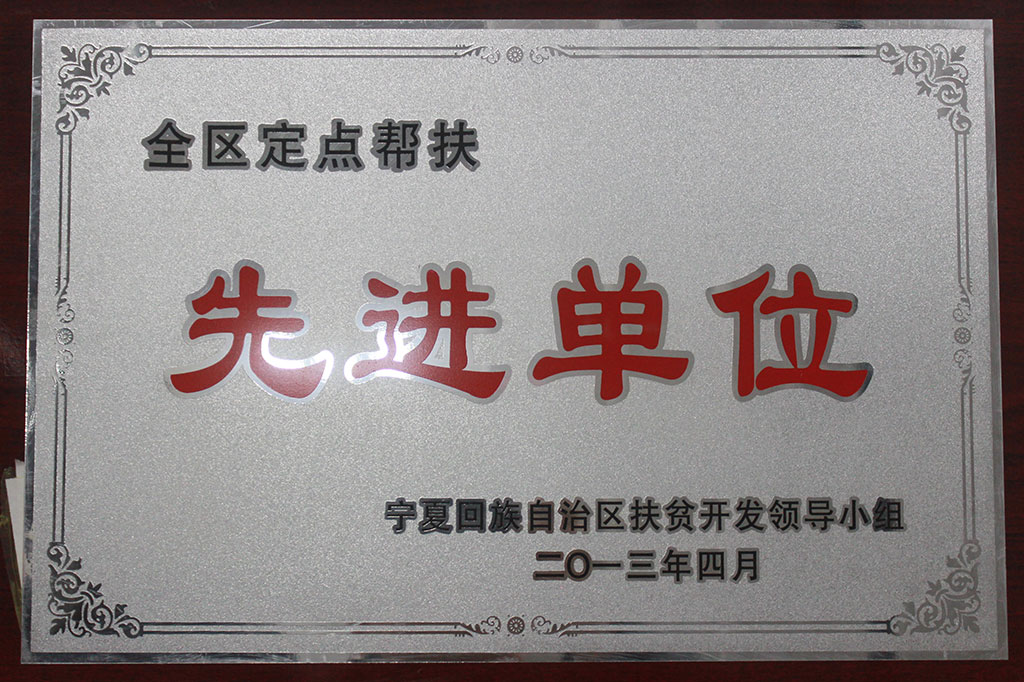 全区定点帮扶
先进单位
宁夏回族自治区扶贫开发领导小组
二〇一三年四月